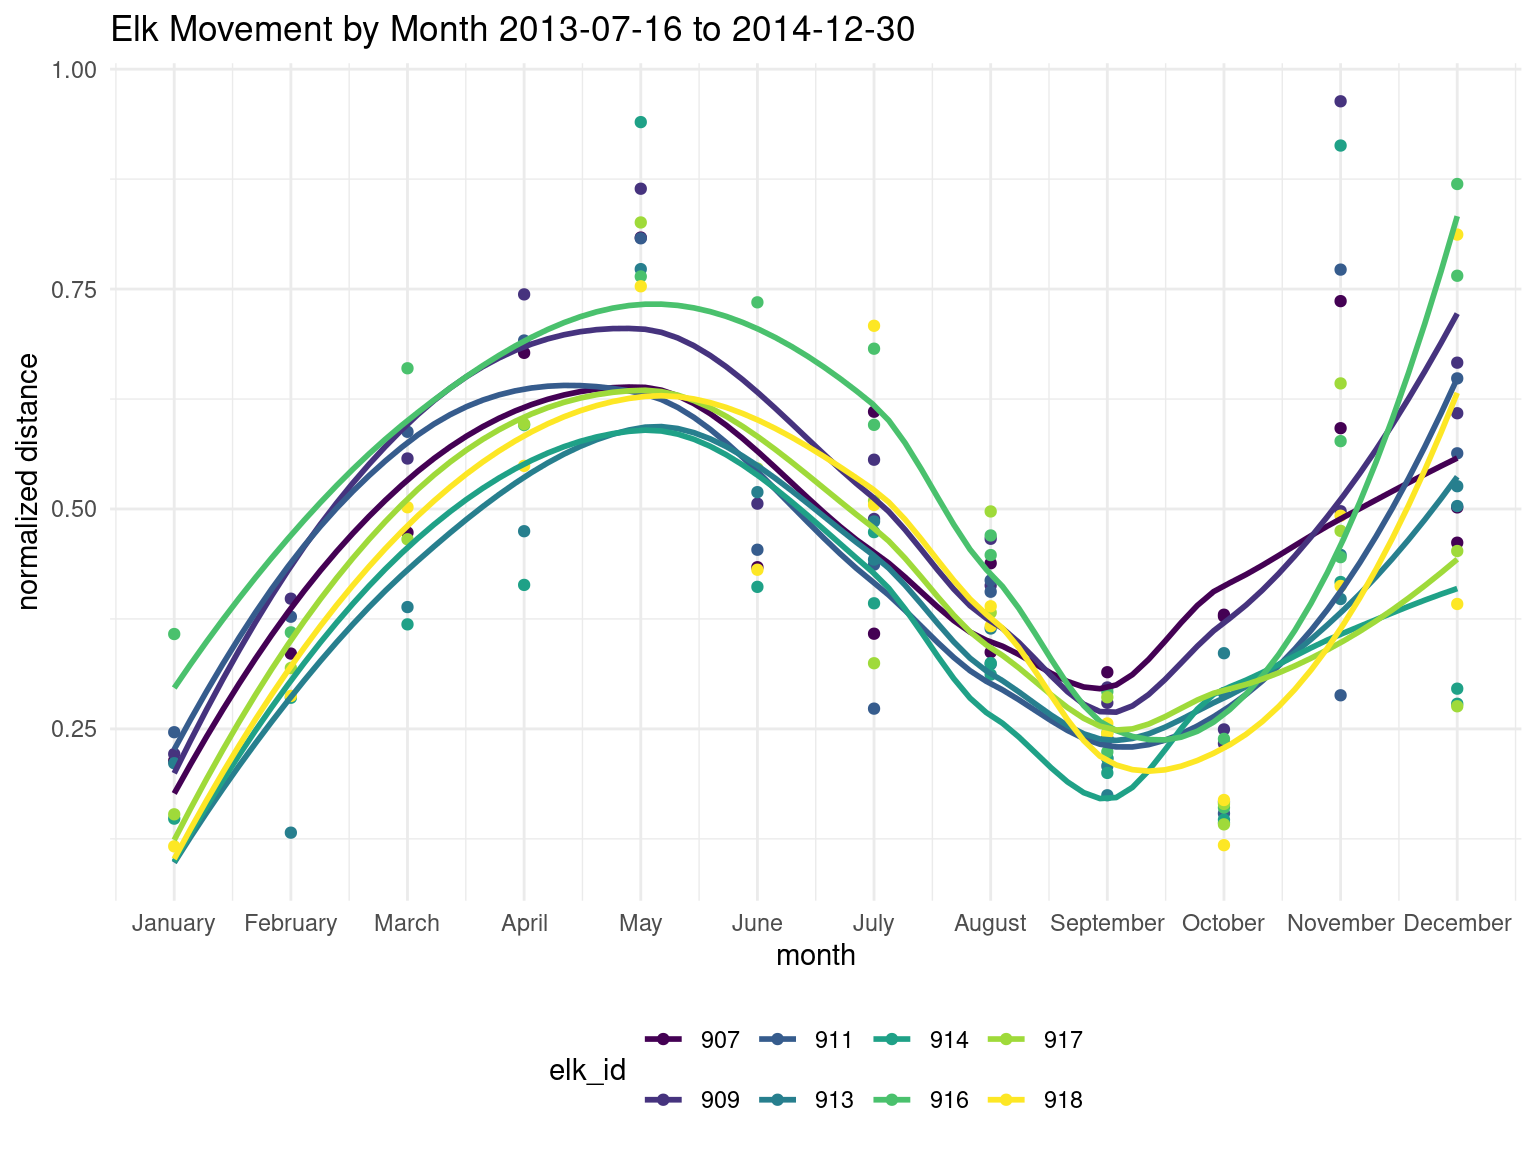 Elk Movement by Month 2013-07-16 to 2014-12-30
normalized distance
1.00
0.75
0.50
0.25
January February March April May June July August September October November December
month
elk_id
907 911 914 917
909 913 916 918